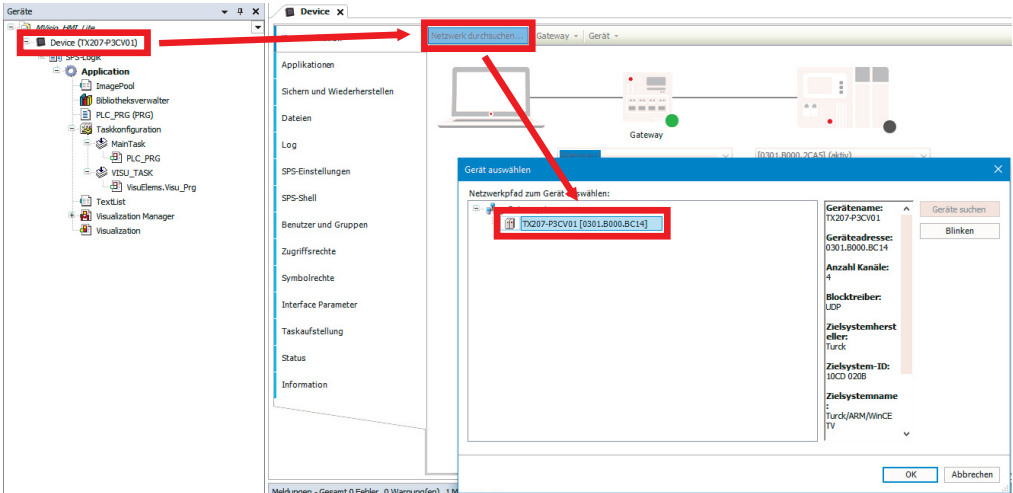 Geräte
MVisio_HMI_Lite
Device (TX207-P3CV01)
SPS-Logik
Application
ImagePool
Bibliotheksverwalter
PLC_PRG (PRG)
Taskkonfiguration
MainTask
PLC_PRG
VISU_TASK
VisuElems.Visu_Prg
TextList
Visualization Manager
Visualization
Device
Applikationen
Sichern und Wiederherstellen
Dateien
Log
SPS-Einstellungen
SPS-Shell
Benutzer und Gruppen
Zugriffsrechte
Symbolrechte
Interface Parameter
Taskaufstellung
Status
Information
Netzwerk durchsuchen... Gateway Gerät
Gateway
[0301.B000.2CA5] (aktiv)
Gerät auswählen
Netzwerkpfad zum Gerät auswählen:
TX207-P3CV01 [0301.B000.BC14]
Gerätename:
TX207-P3CV01
Geräteadresse:
0301.B000.BC14
Anzahl Kanäle:
4
Blocktreiber:
UDP
Zielsystemherst
eller:
Turck
Zielsystem-ID:
10CD 020B
Zielsystemname
:
Turck/ARM/WinCE
TV
Geräte suchen
Blinken
OK Abbrechen
Meldungen - Gesamt 0 Fehler, 0 Warnung(en), 1 M